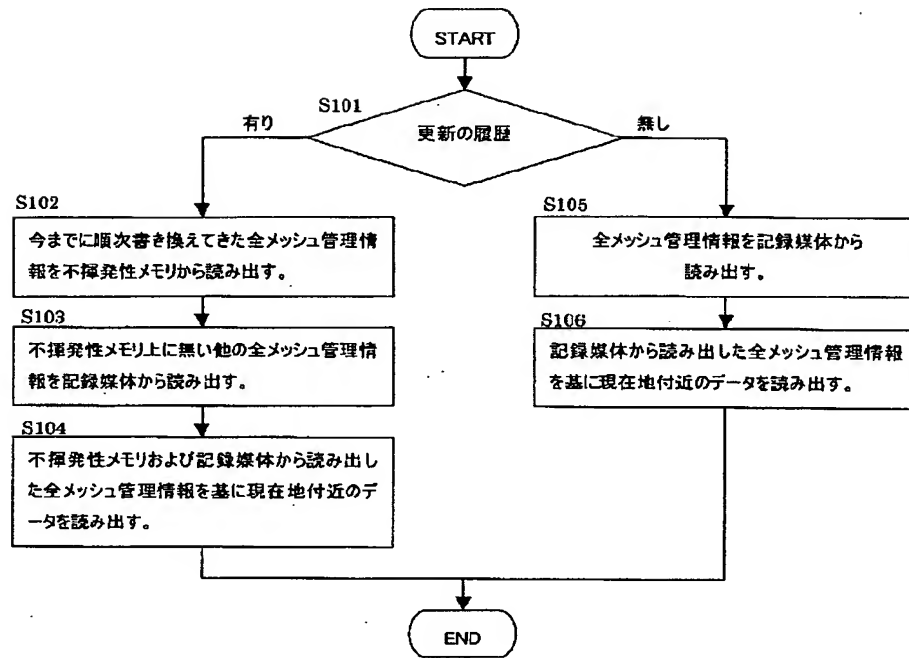 START
S101
有り
更新の履歴
無し
S102
今までに順次書き換えてきた全メッシュ管理情
報を不揮発性メモリから読み出す。
S105
全メッシュ管理情報を記録媒体から
読み出す。
S103
不揮発性メモリ上に無い他の全メッシュ管理情
報を記録媒体から読み出す。
S106
記録媒体から読み出した全メッシュ管理情報
を基に現在地付近のデータを読み出す。
S104
不揮発性メモリおよび記録媒体から読み出し
た全メッシュ管理情報を基に現在地付近のデ
ータを読み出す。
END